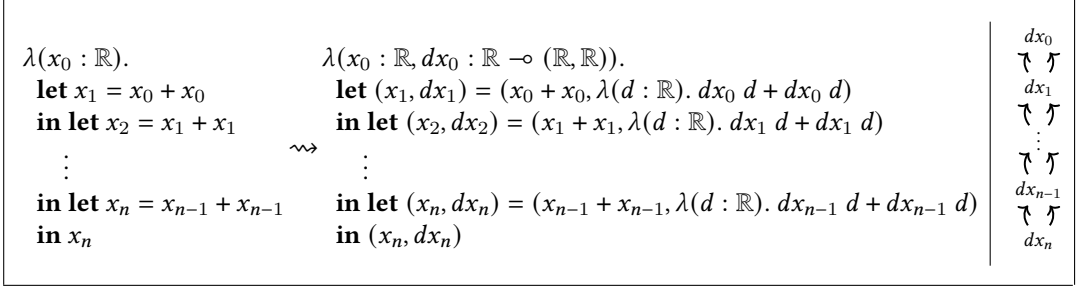 λ(x₀ : ℝ).
let x₁ = x₀ + x₀
in let x₂ = x₁ + x₁
⋮
in let xₙ = xₙ₋₁ + xₙ₋₁
in xₙ
⇝
λ(x₀ : ℝ, dx₀ : ℝ ⊸ (ℝ, ℝ)).
let (x₁, dx₁) = (x₀ + x₀, λ(d : ℝ). dx₀ d + dx₀ d)
in let (x₂, dx₂) = (x₁ + x₁, λ(d : ℝ). dx₁ d + dx₁ d)
⋮
in let (xₙ, dxₙ) = (xₙ₋₁ + xₙ₋₁, λ(d : ℝ). dxₙ₋₁ d + dxₙ₋₁ d)
in (xₙ, dxₙ)
dx₀
dx₁
⋮
dxₙ₋₁
dxₙ